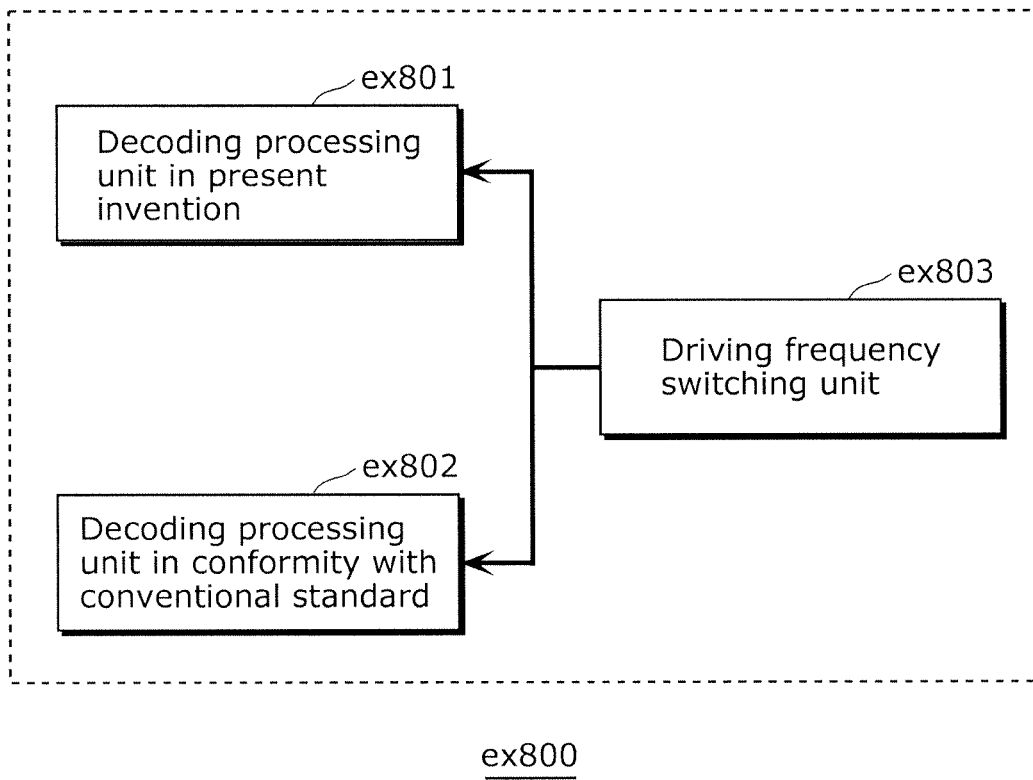 ex801
Decoding processing
unit in present
invention
ex803
Driving frequency
switching unit
ex802
Decoding processing
unit in conformity with
conventional standard
ex800